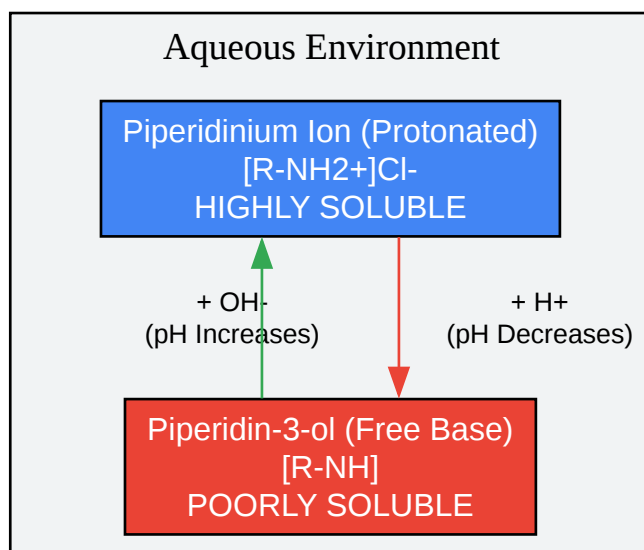 Aqueous Environment
Piperidinium Ion (Protonated)
[R-NH2+]Cl-
HIGHLY SOLUBLE
+ OH-
(pH Increases)
+ H+
(pH Decreases)
Piperidin-3-ol (Free Base)
[R-NH]
POORLY SOLUBLE